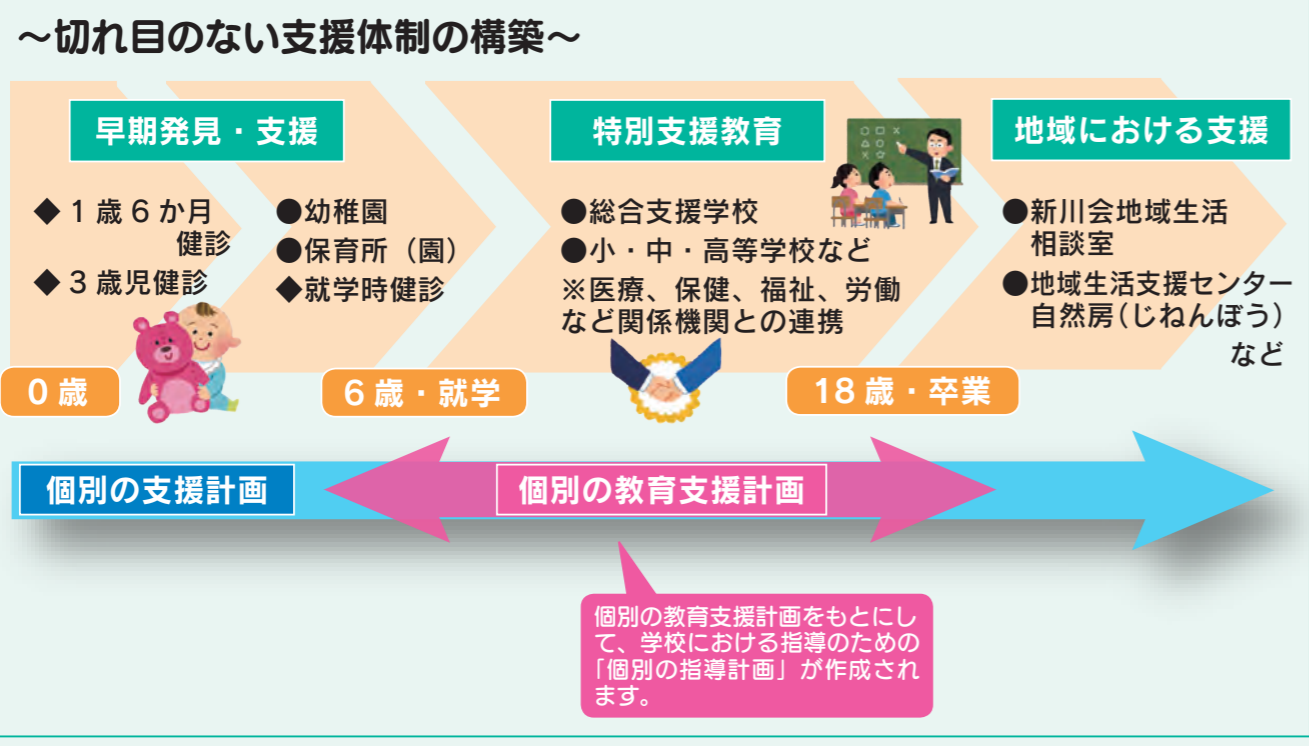 ～切れ目のない支援体制の構築～
早期発見・支援
◆１歳６か月
健診
◆３歳児健診
●幼稚園
●保育所（園）
◆就学時健診
特別支援教育
●総合支援学校
●小・中・高等学校など
※医療、保健、福祉、労働
など関係機関との連携
地域における支援
●新川会地域生活
相談室
●地域生活支援センター
自然房（じねんぼう）
など
０歳
６歳・就学
18歳・卒業
個別の支援計画
個別の教育支援計画
個別の教育支援計画をもとにし
て、学校における指導のための
「個別の指導計画」が作成され
ます。